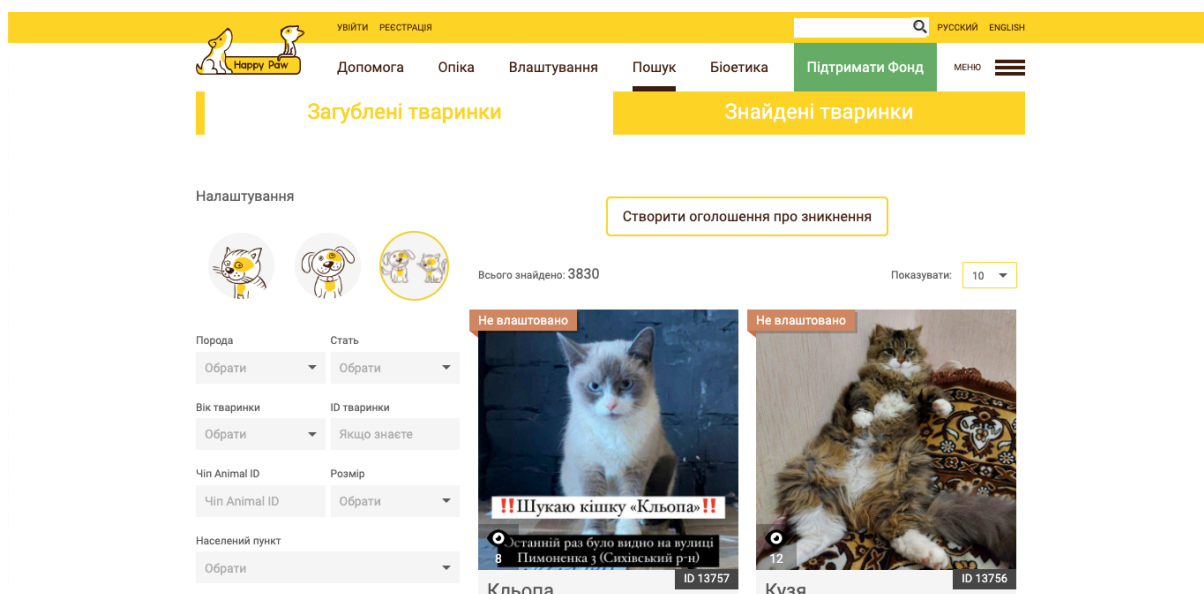 УВІЙТИ РЕЄСТРАЦІЯ
РУССКИЙ ENGLISH
Happy Paw
Допомога Опіка Влаштування Пошук Біоетика Підтримати Фонд МЕНЮ
Загублені тваринки Знайдені тваринки
Налаштування
Створити оголошення про зникнення
Всього знайдено: 3830 Показувати: 10
Порода Стать
Обрати Обрати
Вік тваринки ID тваринки
Обрати Якщо знаєте
Чіп Animal ID Розмір
Чіп Animal ID Обрати
Населений пункт
Обрати
Не влаштовано
‼️Шукаю кішку «Кльопа»‼️
Останній раз було видно на вулиці
Пимоненка 3 (Сихівський р-н)
8
ID 13757
Кльопа
Не влаштовано
12
ID 13756
Кузя